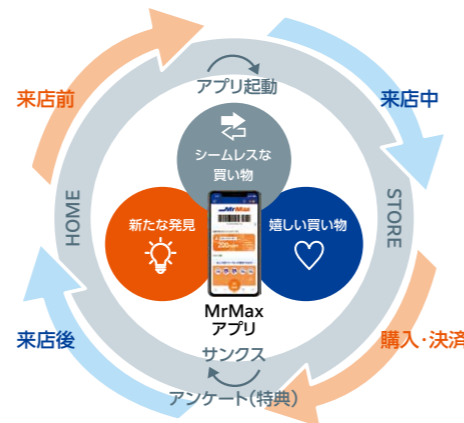 アプリ起動
来店前
来店中
シームレスな
買い物
HOME
STORE
新たな発見
嬉しい買い物
MrMax
MrMax
アプリ
来店後
購入・決済
サンクス
アンケート(特典)